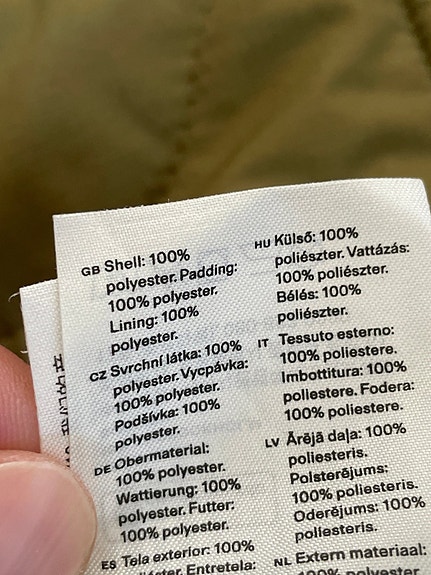 GB Shell: 100%
polyester. Padding:
100% polyester.
Lining: 100%
polyester.
CZ Svrchní látka: 100%
polyester. Vycpávka:
100% polyester.
Podšívka: 100%
polyester.
DE Obermaterial:
100% polyester.
Wattierung: 100%
polyester. Futter:
100% polyester.
ES Tela exterior: 100%
Entretela:
HU Külső: 100%
poliészter. Vattázás:
100% poliészter.
Bélés: 100%
poliészter.
IT Tessuto esterno:
100% poliestere.
Imbottitura: 100%
poliestere. Fodera:
100% poliestere.
LV Ārējā daļa: 100%
poliesteris.
Polsterējums:
100% poliesteris.
Oderējums: 100%
poliesteris.
NL Extern materiaal: